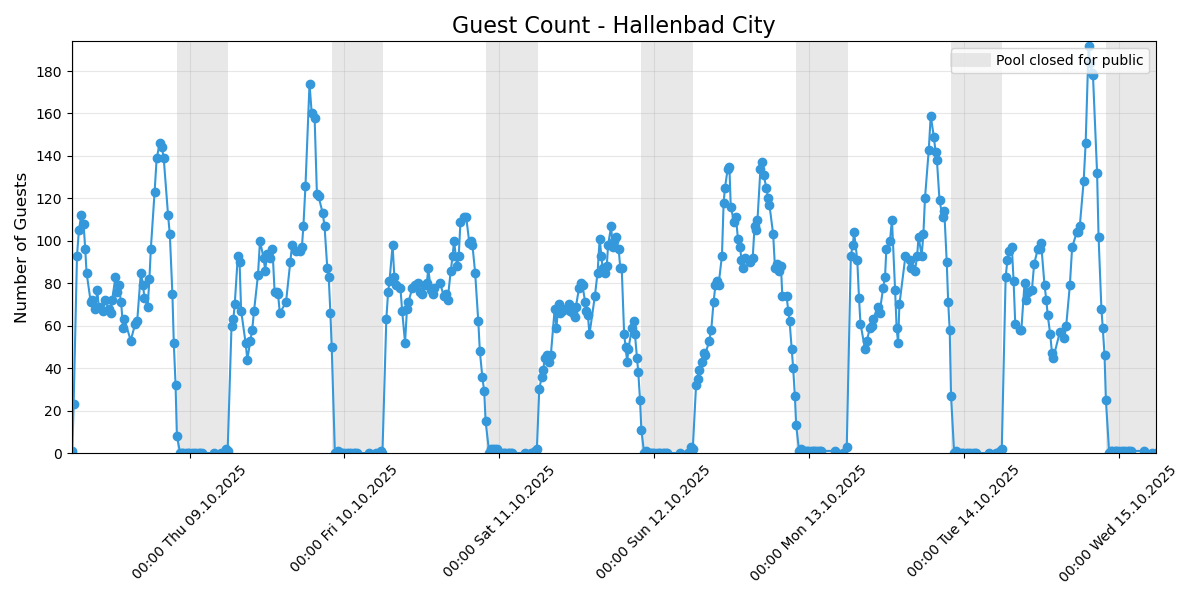 Guest Count - Hallenbad City
Pool closed for public
Number of Guests
180
160
140
120
100
80
60
40
20
0
00:00 Thu 09.10.2025
00:00 Fri 10.10.2025
00:00 Sat 11.10.2025
00:00 Sun 12.10.2025
00:00 Mon 13.10.2025
00:00 Tue 14.10.2025
00:00 Wed 15.10.2025